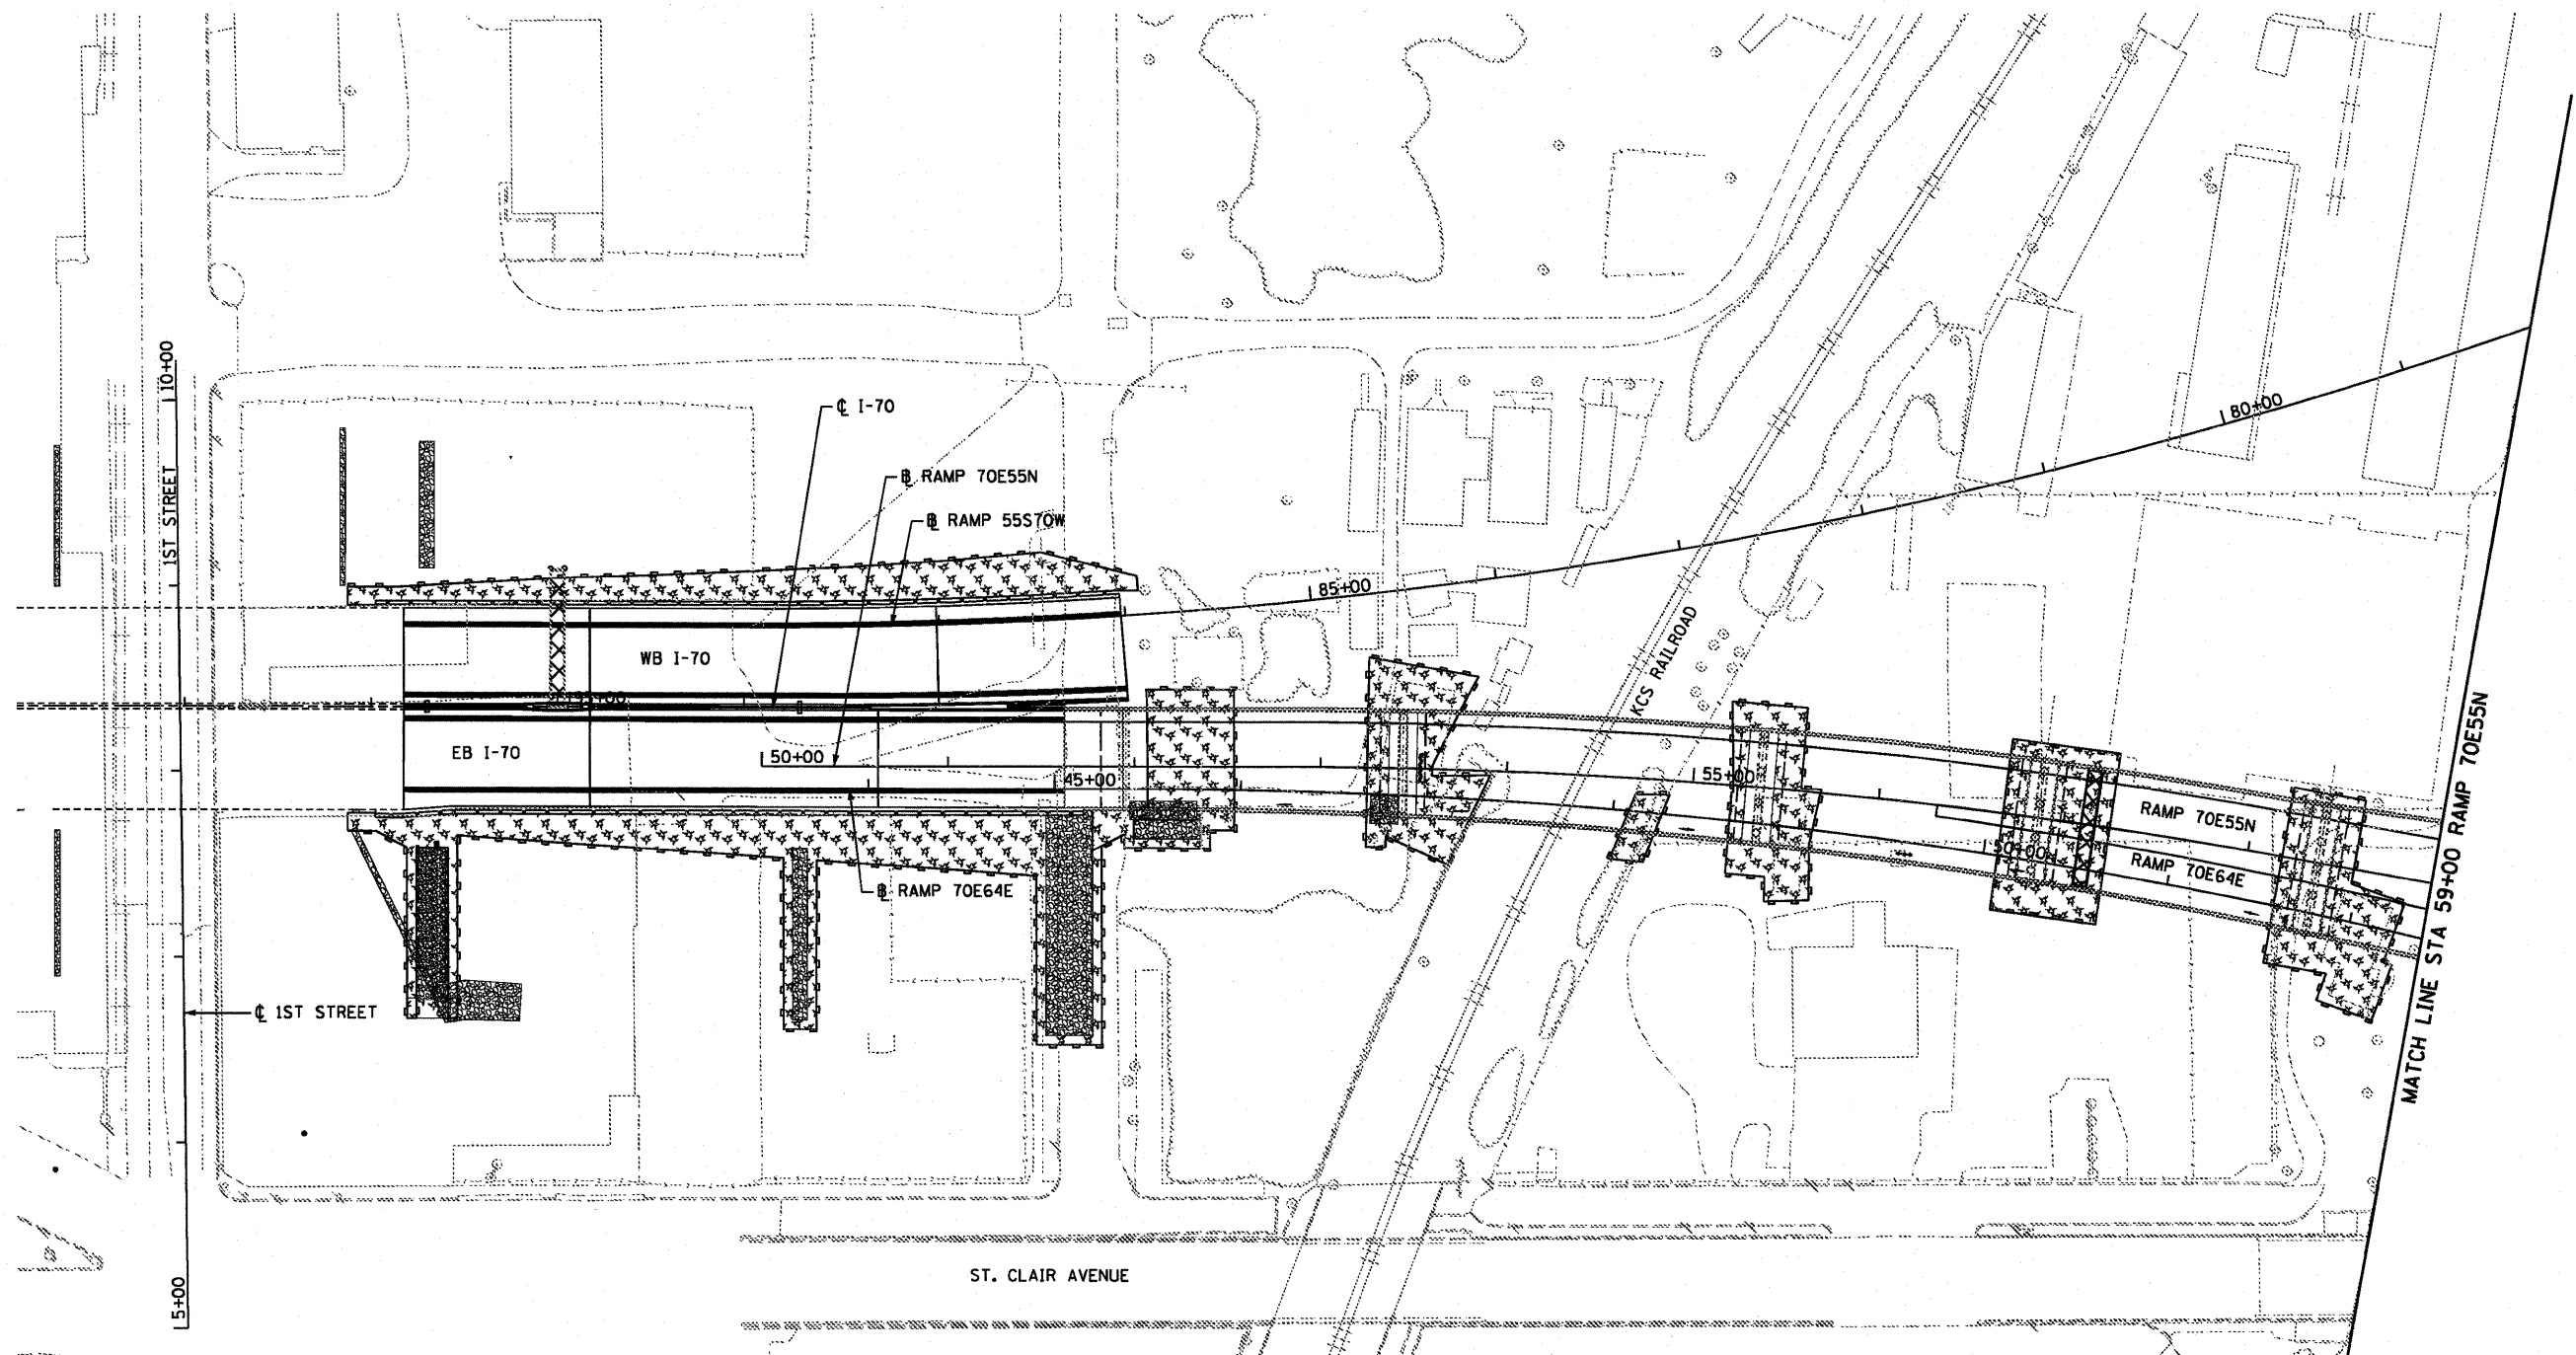 10+00
1ST STREET
℄ I-70
80+00
℄ RAMP 70E55N
℄ RAMP 55S70W
85+00
KCS RAILROAD
WB I-70
EB I-70
50+00
45+00
55+00
RAMP 70E55N
50+00
RAMP 70E64E
℄ RAMP 70E64E
MATCH LINE STA 59+00 RAMP 70E55N
℄ 1ST STREET
ST. CLAIR AVENUE
5+00